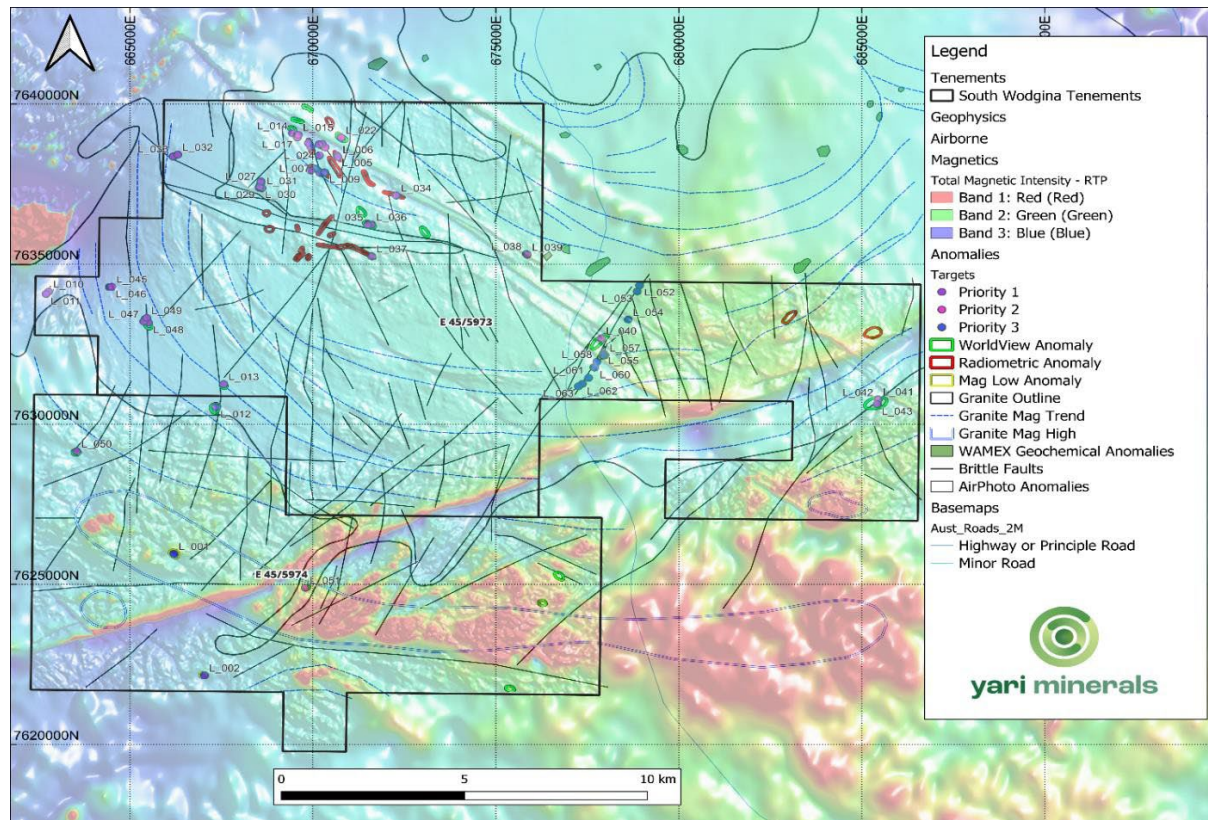 665000E
670000E
675000E
680000E
685000E
7640000N
7635000N
7630000N
7625000N
7620000N
L_014
L_015
L_022
L_017
L_006
L_024
L_005
L_007
L_009
L_032
L_027
L_031
L_029
L_030
L_034
L_035
L_036
L_037
L_038
L_039
L_010
L_011
L_045
L_046
L_047
L_049
L_048
L_013
L_012
L_050
L_052
L_053
L_054
L_040
L_057
L_058
L_055
L_061
L_060
L_062
L_063
L_042
L_041
L_043
L_001
L_051
L_002
E 45/5973
E 45/5974
Legend
Tenements
South Wodgina Tenements
Geophysics
Airborne
Magnetics
Total Magnetic Intensity - RTP
Band 1: Red (Red)
Band 2: Green (Green)
Band 3: Blue (Blue)
Anomalies
Targets
Priority 1
Priority 2
Priority 3
WorldView Anomaly
Radiometric Anomaly
Mag Low Anomaly
Granite Outline
Granite Mag Trend
Granite Mag High
WAMEX Geochemical Anomalies
Brittle Faults
AirPhoto Anomalies
Basemaps
Aust_Roads_2M
Highway or Principle Road
Minor Road
yari minerals
0 5 10 km